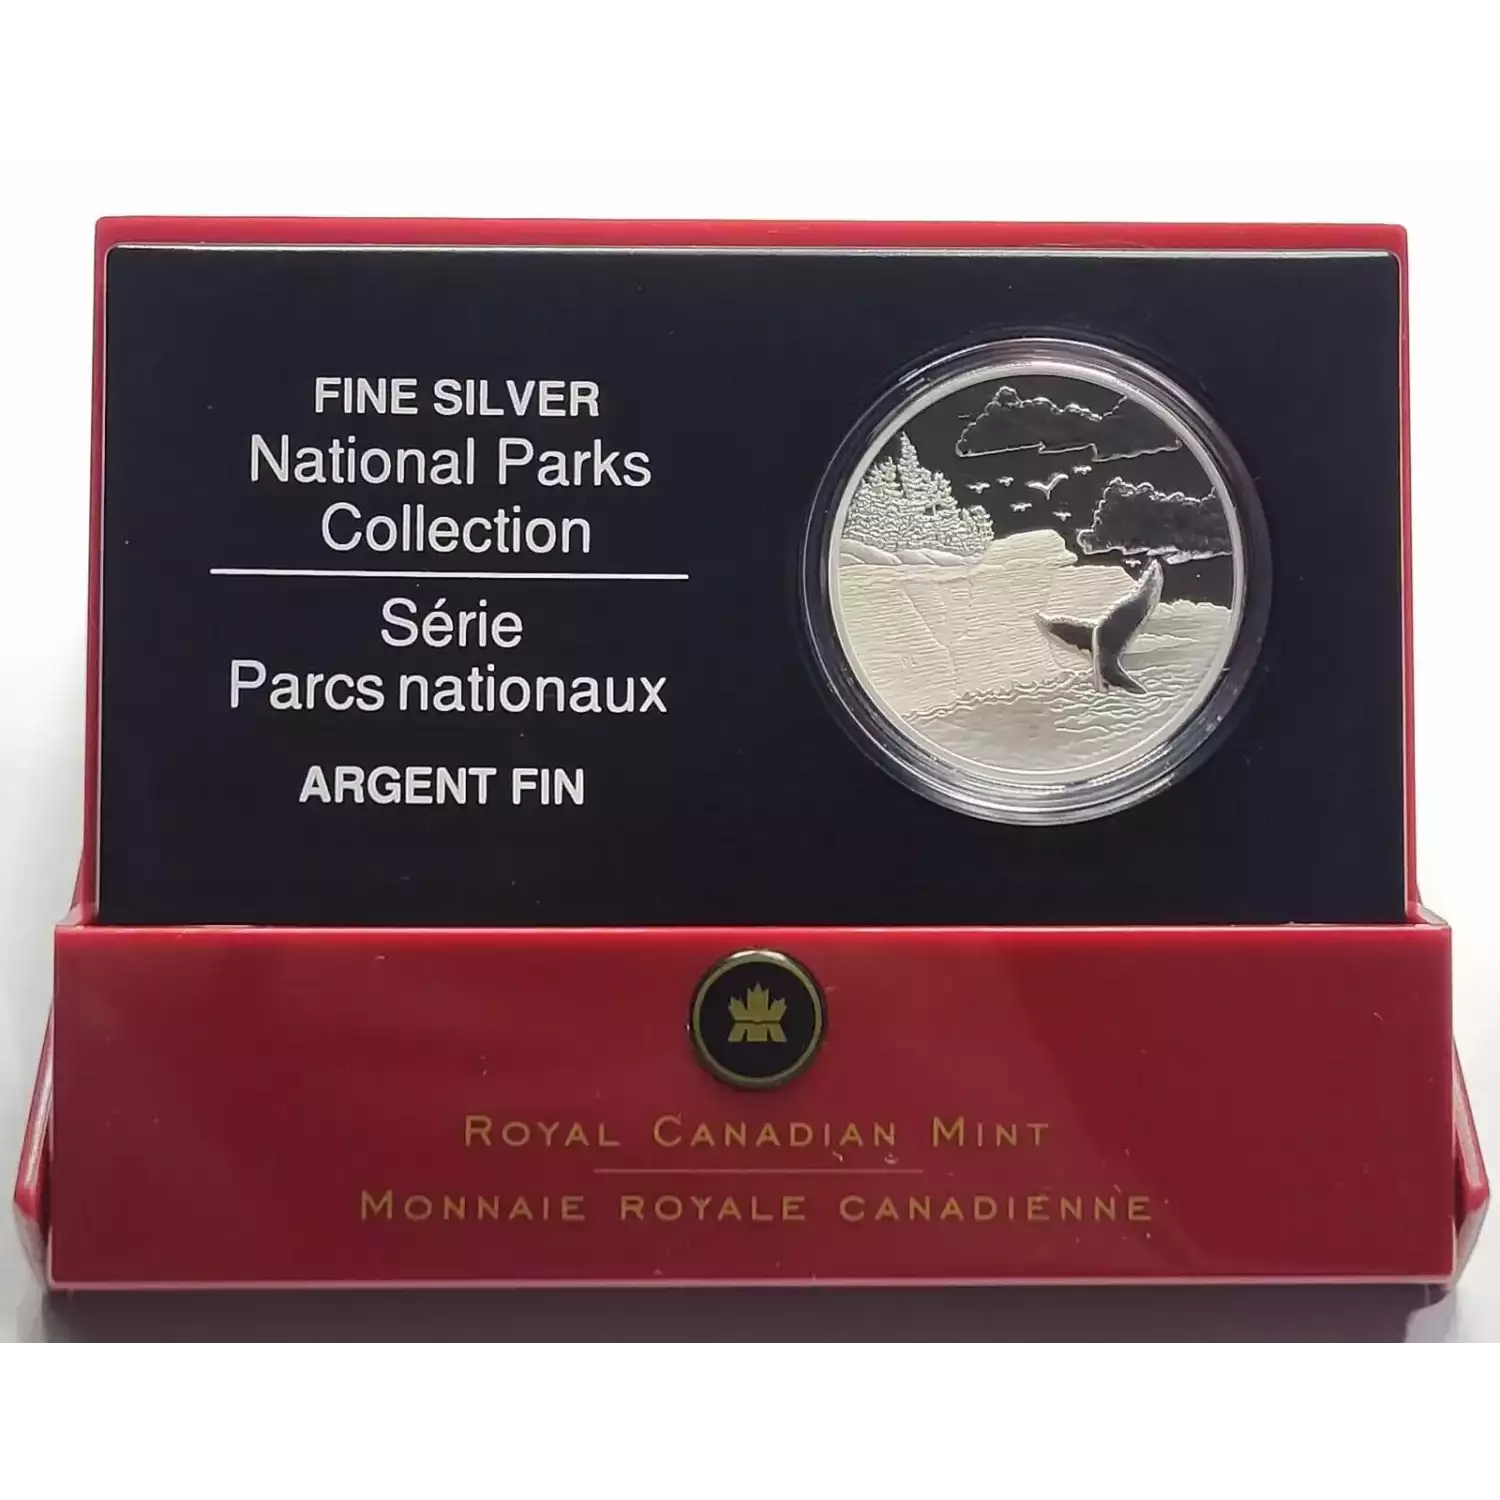 FINE SILVER
National Parks
Collection
Série
Parcs nationaux
ARGENT FIN
ROYAL CANADIAN MINT
MONNAIE ROYALE CANADIENNE